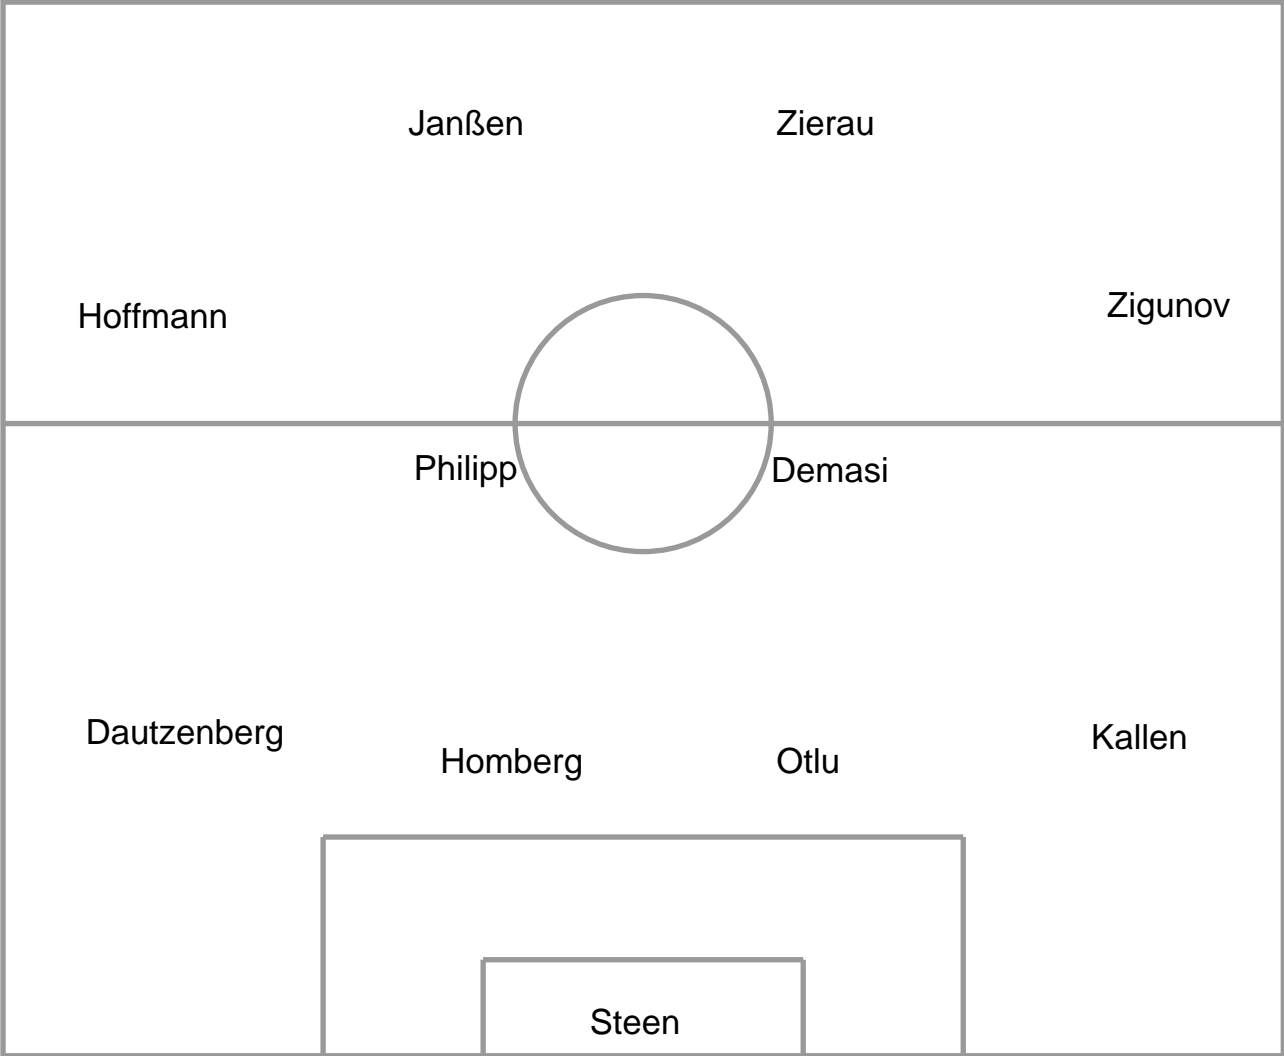 Janßen
Zierau
Hoffmann
Zigunov
Philipp
Demasi
Dautzenberg
Homberg
Otlu
Kallen
Steen